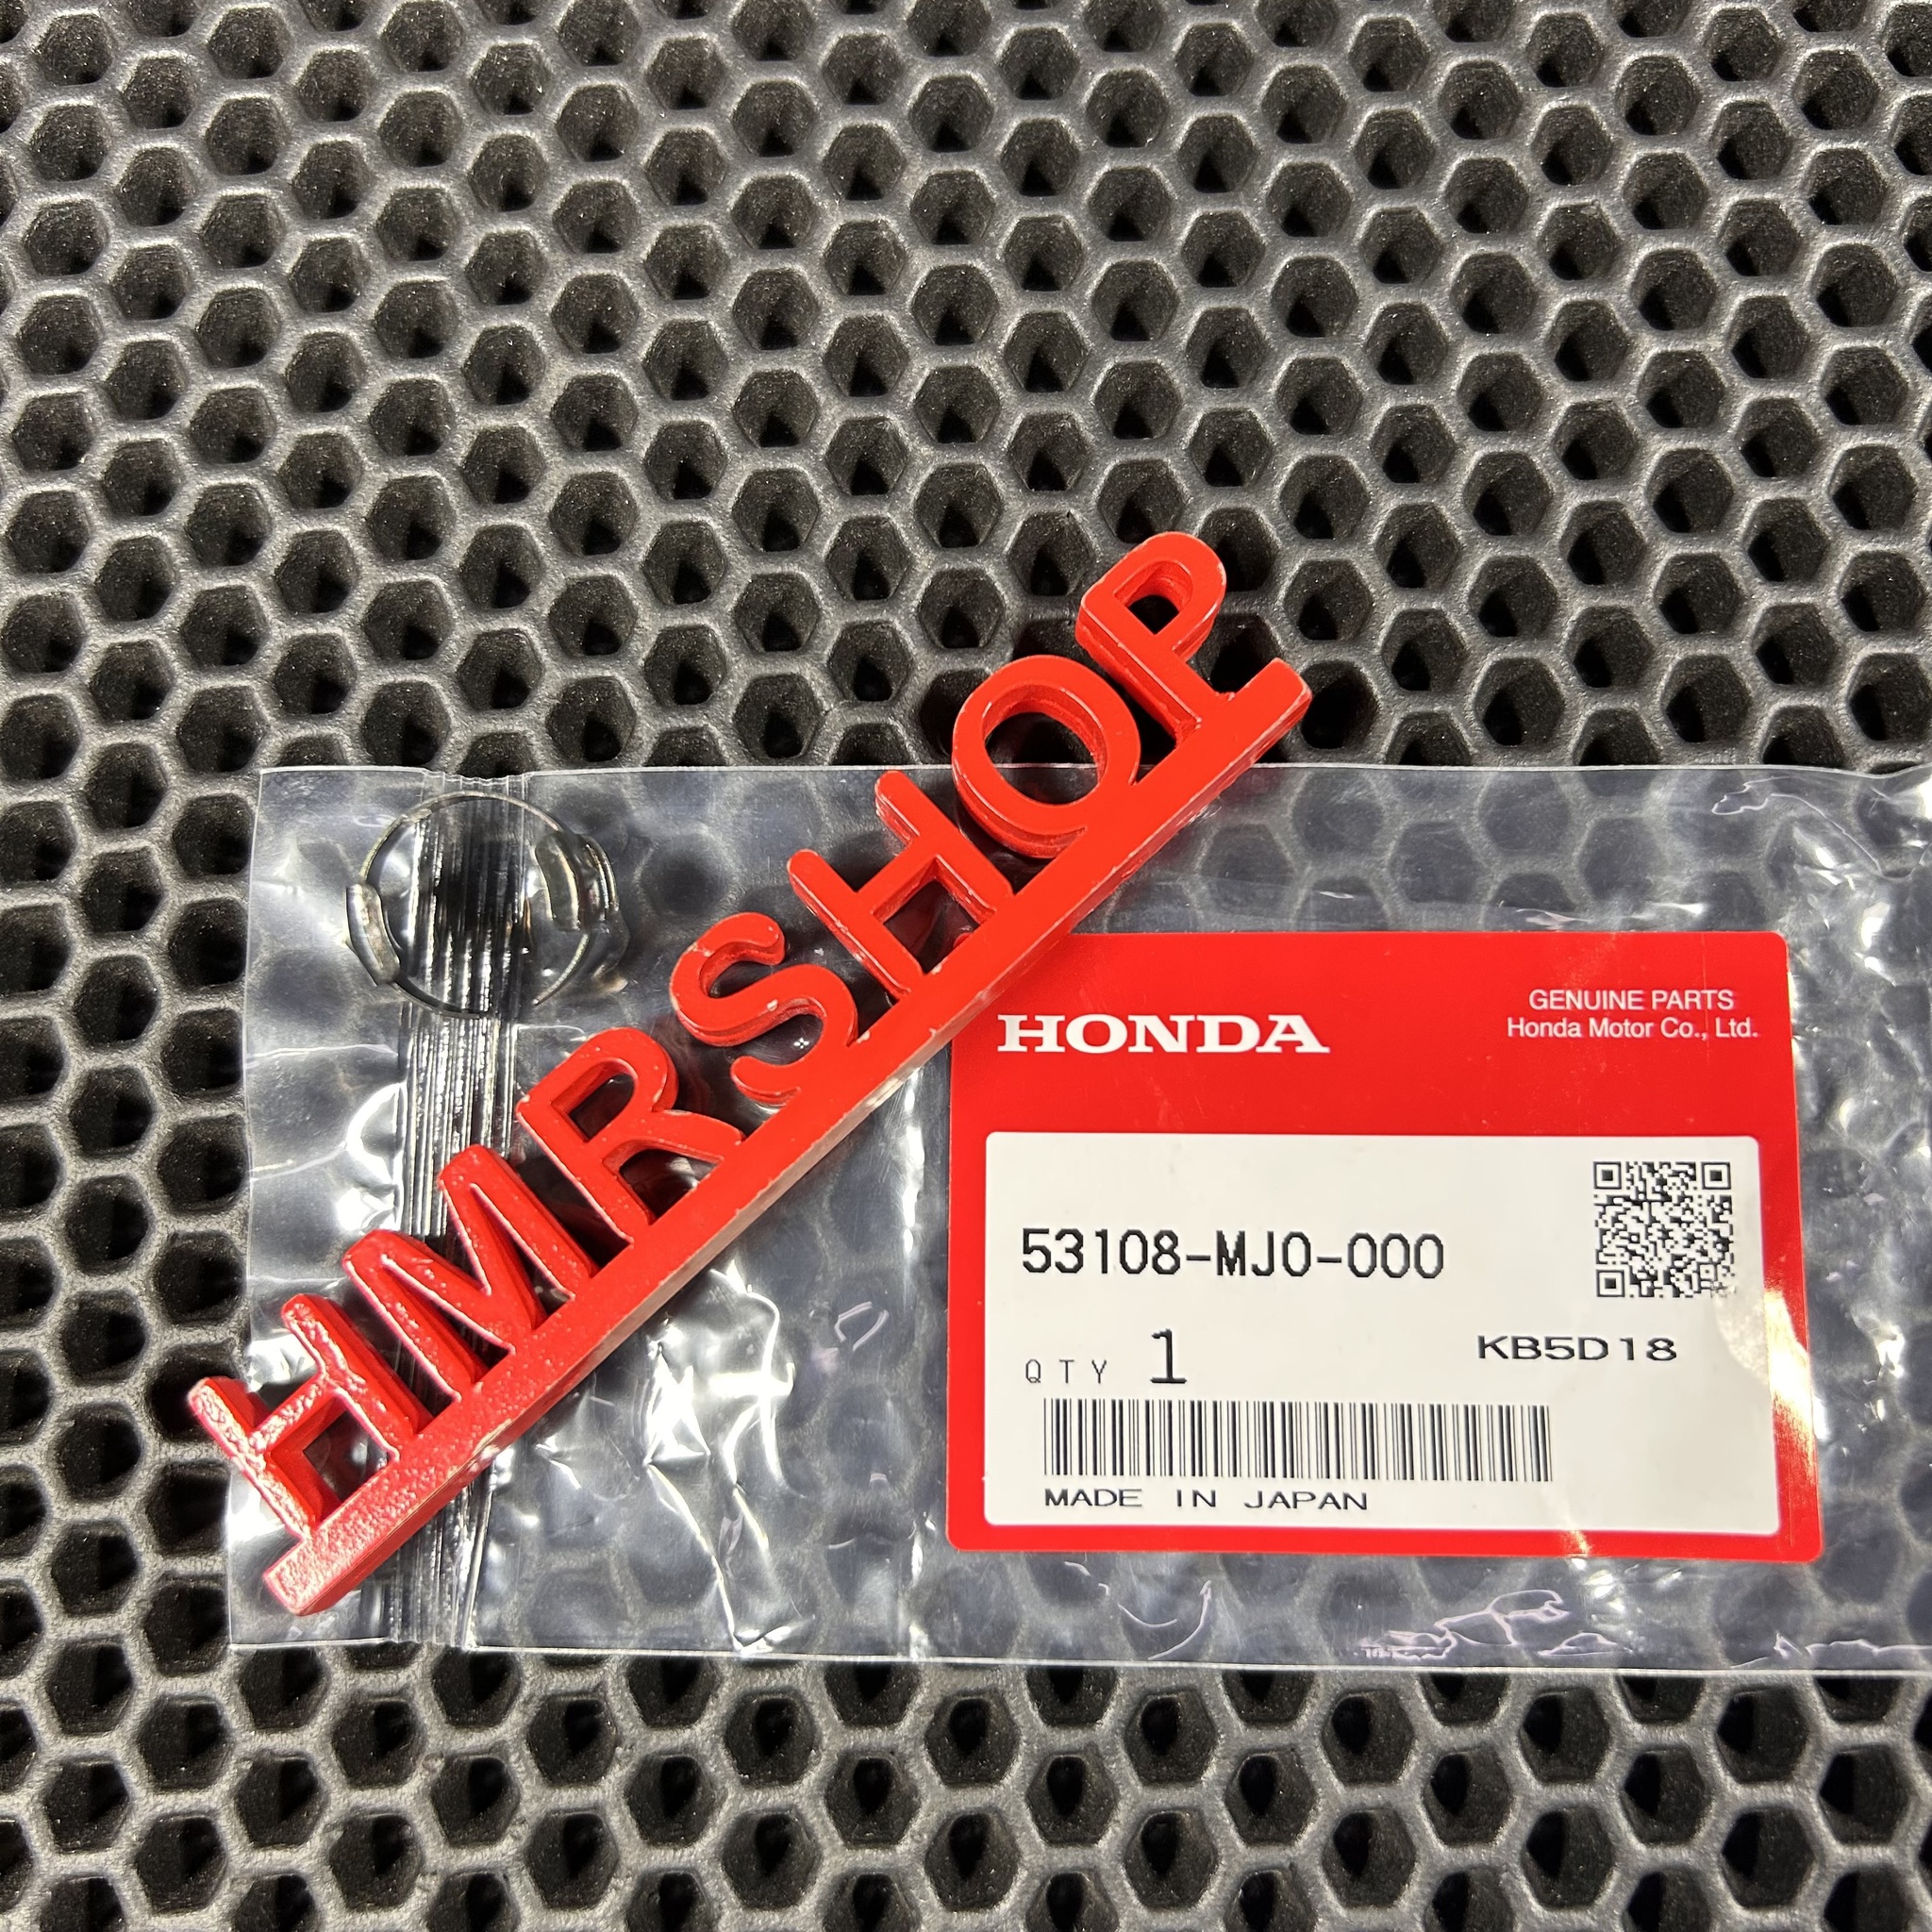 HMRSHOP
HONDA
GENUINE PARTS
Honda Motor Co., Ltd.
53108-MJ0-000
QTY 1
KB5D18
MADE IN JAPAN